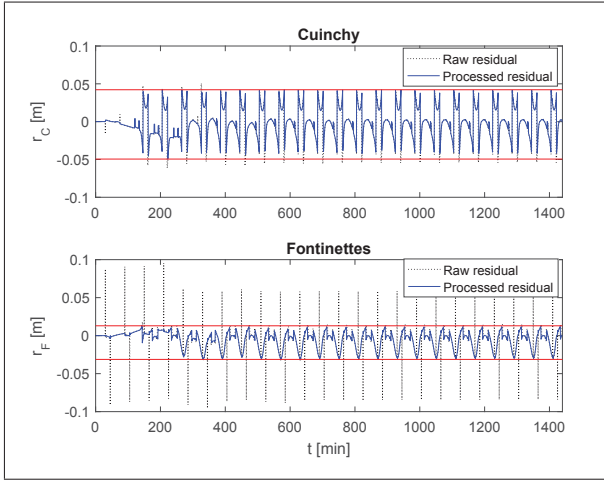 Cuinchy
0.1
0.05
0
-0.05
-0.1
r_C [m]
Raw residual
Processed residual
0 200 400 600 800 1000 1200 1400
Fontinettes
0.1
0.05
0
-0.05
-0.1
r_F [m]
Raw residual
Processed residual
0 200 400 600 800 1000 1200 1400
t [min]